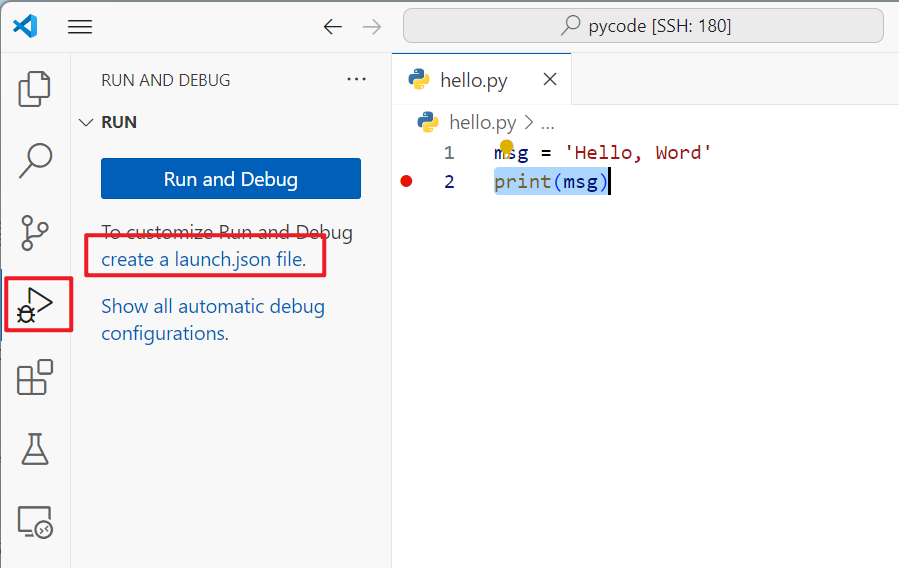 pycode [SSH: 180]
RUN AND DEBUG
RUN
Run and Debug
To customize Run and Debug
create a launch.json file.
Show all automatic debug
configurations.
hello.py
hello.py > ...
1 msg = 'Hello, Word'
2 print(msg)